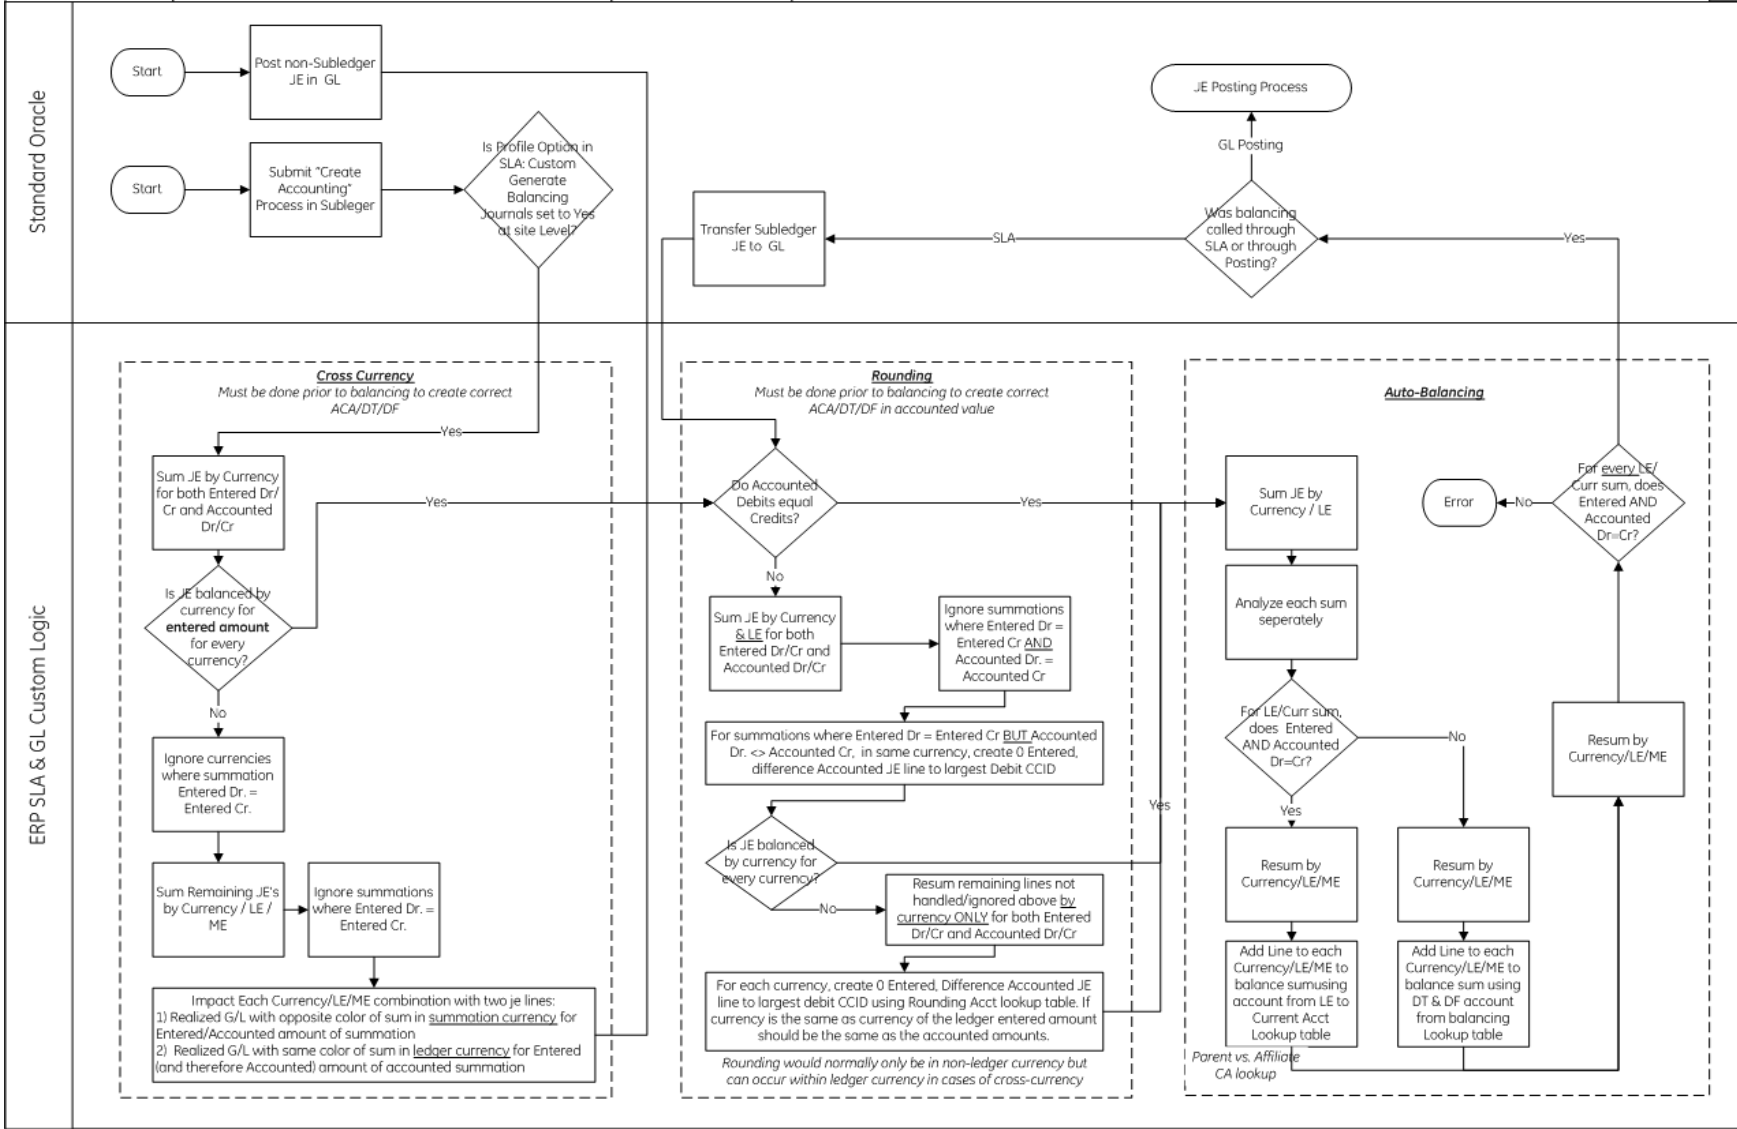 Standard Oracle
Start
Post non-Subledger
JE in GL
Start
Submit "Create
Accounting"
Process in Subleger
Is Profile Option in
SLA: Custom
Generate
Balancing
Journals set to Yes
at site Level?
Transfer Subledger
JE to GL
SLA
JE Posting Process
GL Posting
Was balancing
called through
SLA or through
Posting?
Yes
ERP SLA & GL Custom Logic
Cross Currency
Must be done prior to balancing to create correct
ACA/DT/DF
Yes
Sum JE by Currency
for both Entered Dr/
Cr and Accounted
Dr/Cr
Yes
Is JE balanced by
currency for
entered amount
for every
currency?
No
Ignore currencies
where summation
Entered Dr. =
Entered Cr.
Sum Remaining JE's
by Currency / LE /
ME
Ignore summations
where Entered Dr. =
Entered Cr.
Impact Each Currency/LE/ME combination with two je lines:
1) Realized G/L with opposite color of sum in summation currency for
Entered/Accounted amount of summation
2) Realized G/L with same color of sum in ledger currency for Entered
(and therefore Accounted) amount of accounted summation
Rounding
Must be done prior to balancing to create correct
ACA/DT/DF in accounted value
Do Accounted
Debits equal
Credits?
Yes
No
Sum JE by Currency
& LE for both
Entered Dr/Cr and
Accounted Dr/Cr
Ignore summations
where Entered Dr =
Entered Cr AND
Accounted Dr. =
Accounted Cr
For summations where Entered Dr = Entered Cr BUT Accounted
Dr. <> Accounted Cr, in same currency, create 0 Entered,
difference Accounted JE line to largest Debit CCID
Yes
Is JE balanced
by currency for
every currency?
No
Resum remaining lines not
handled/ignored above by
currency ONLY for both Entered
Dr/Cr and Accounted Dr/Cr
For each currency, create 0 Entered, Difference Accounted JE
line to largest debit CCID using Rounding Acct lookup table. If
currency is the same as currency of the ledger entered amount
should be the same as the accounted amounts.
Rounding would normally only be in non-ledger currency but
can occur within ledger currency in cases of cross-currency
Auto-Balancing
Sum JE by
Currency / LE
Analyze each sum
seperately
For LE/Curr sum,
does Entered
AND Accounted
Dr=Cr?
No
Yes
Resum by
Currency/LE/ME
Resum by
Currency/LE/ME
Add Line to each
Currency/LE/ME to
balance sumusing
account from LE to
Current Acct
Lookup table
Add Line to each
Currency/LE/ME to
balance sum using
DT & DF account
from balancing
Lookup table
Parent vs. Affiliate
CA lookup
Resum by
Currency/LE/ME
For every LE/
Curr sum, does
Entered AND
Accounted
Dr=Cr?
No
Error